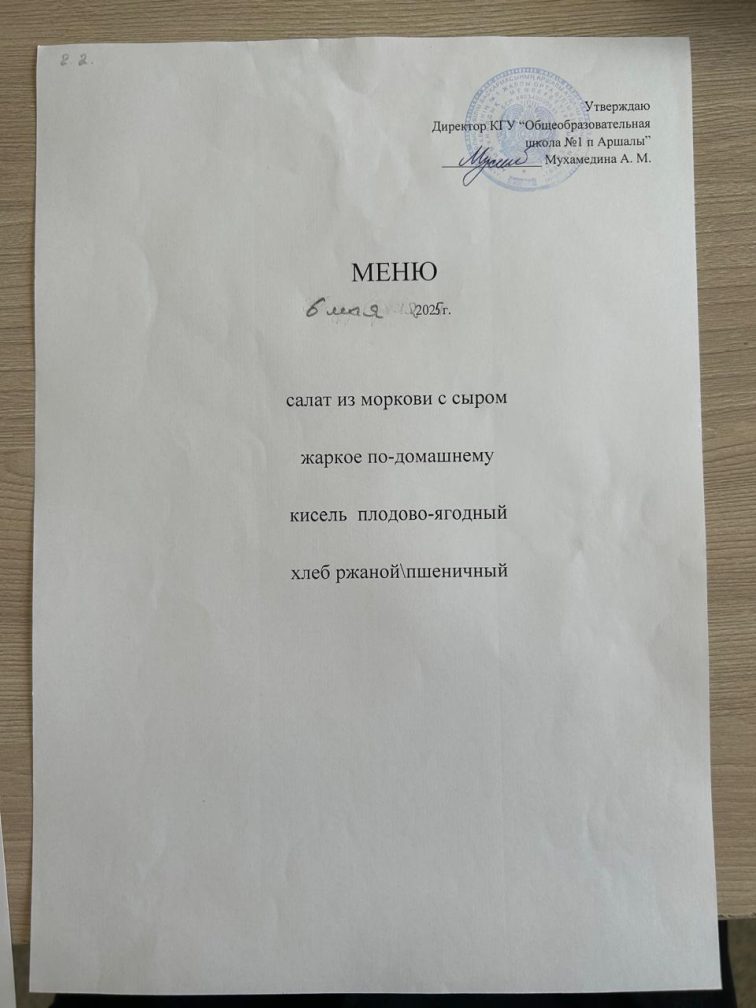 2 2.
Утверждаю
Директор КГУ “Общеобразовательная
школа №1 п Аршалы”
Мухамедина А. М.
МЕНЮ
6 мая 2025г.
салат из моркови с сыром
жаркое по-домашнему
кисель плодово-ягодный
хлеб ржаной\пшеничный